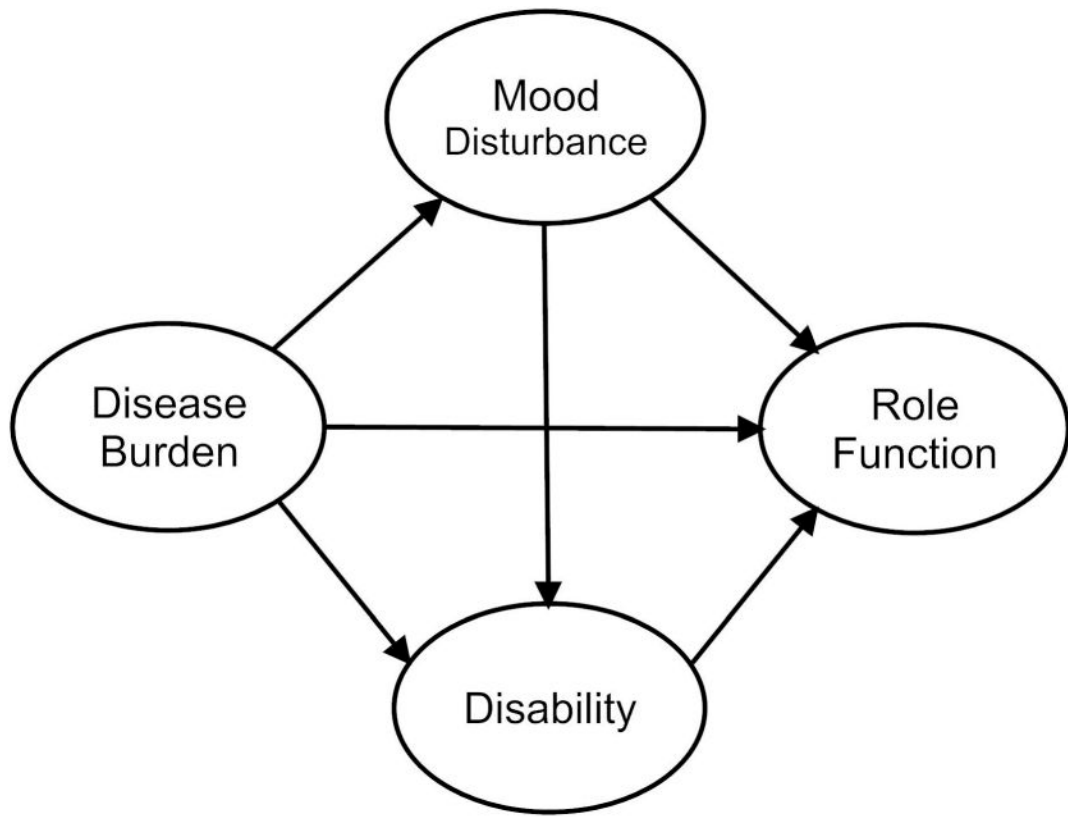 Mood
Disturbance
Disease
Burden
Role
Function
Disability